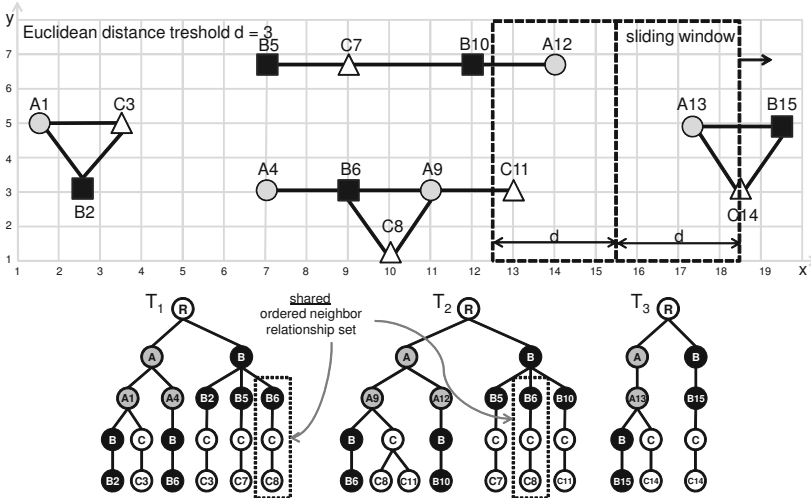 y
Euclidean distance treshold d = 3
sliding window
7
6
5
4
3
2
1
B5
C7
B10
A12
A1
C3
B2
A13
B15
C14
A4
B6
A9
C11
C8
d
d
1 2 3 4 5 6 7 8 9 10 11 12 13 14 15 16 17 18 19 x
T1
R
A B
A1 A4 B2 B5 B6
B C B C C C
B2 C3 B6 C3 C7 C8
shared
ordered neighbor
relationship set
T2
R
A B
A9 A12 B5 B6 B10
B C B C C C
B6 C8 C11 B10 C7 C8 C11
T3
R
A B
A13 B15
B C C
B15 C14 C14